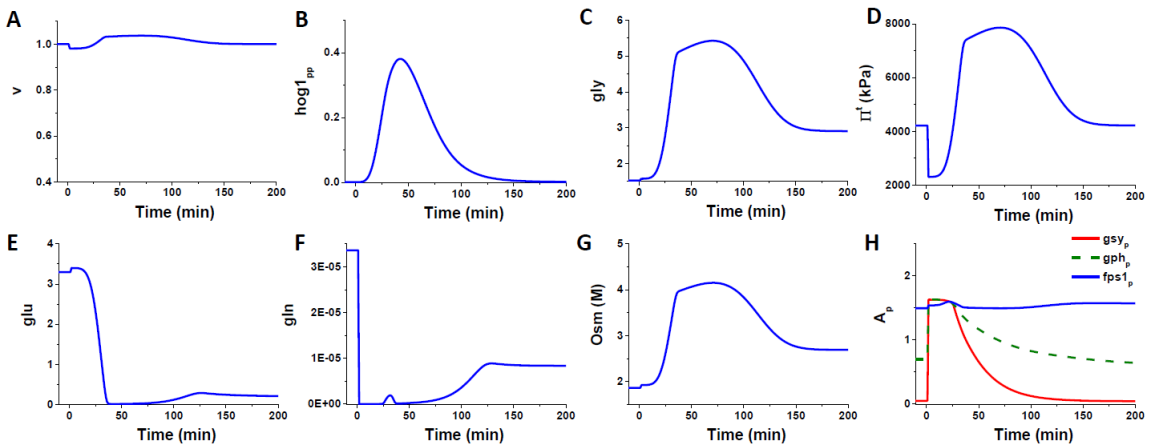 A
1.0
0.8
0.6
0.4
v
0 50 100 150 200
Time (min)
B
0.4
0.2
0.0
hog1pp
0 50 100 150 200
Time (min)
C
6
5
4
3
2
gly
0 50 100 150 200
Time (min)
D
8000
6000
4000
2000
Πt (kPa)
0 50 100 150 200
Time (min)
E
4
3
2
1
0
glu
0 50 100 150 200
Time (min)
F
3E-05
2E-05
1E-05
0E+00
gln
0 50 100 150 200
Time (min)
G
5
4
3
2
Osm (M)
0 50 100 150 200
Time (min)
H
gsyp
gphp
fps1p
2
1
0
Ap
0 50 100 150 200
Time (min)